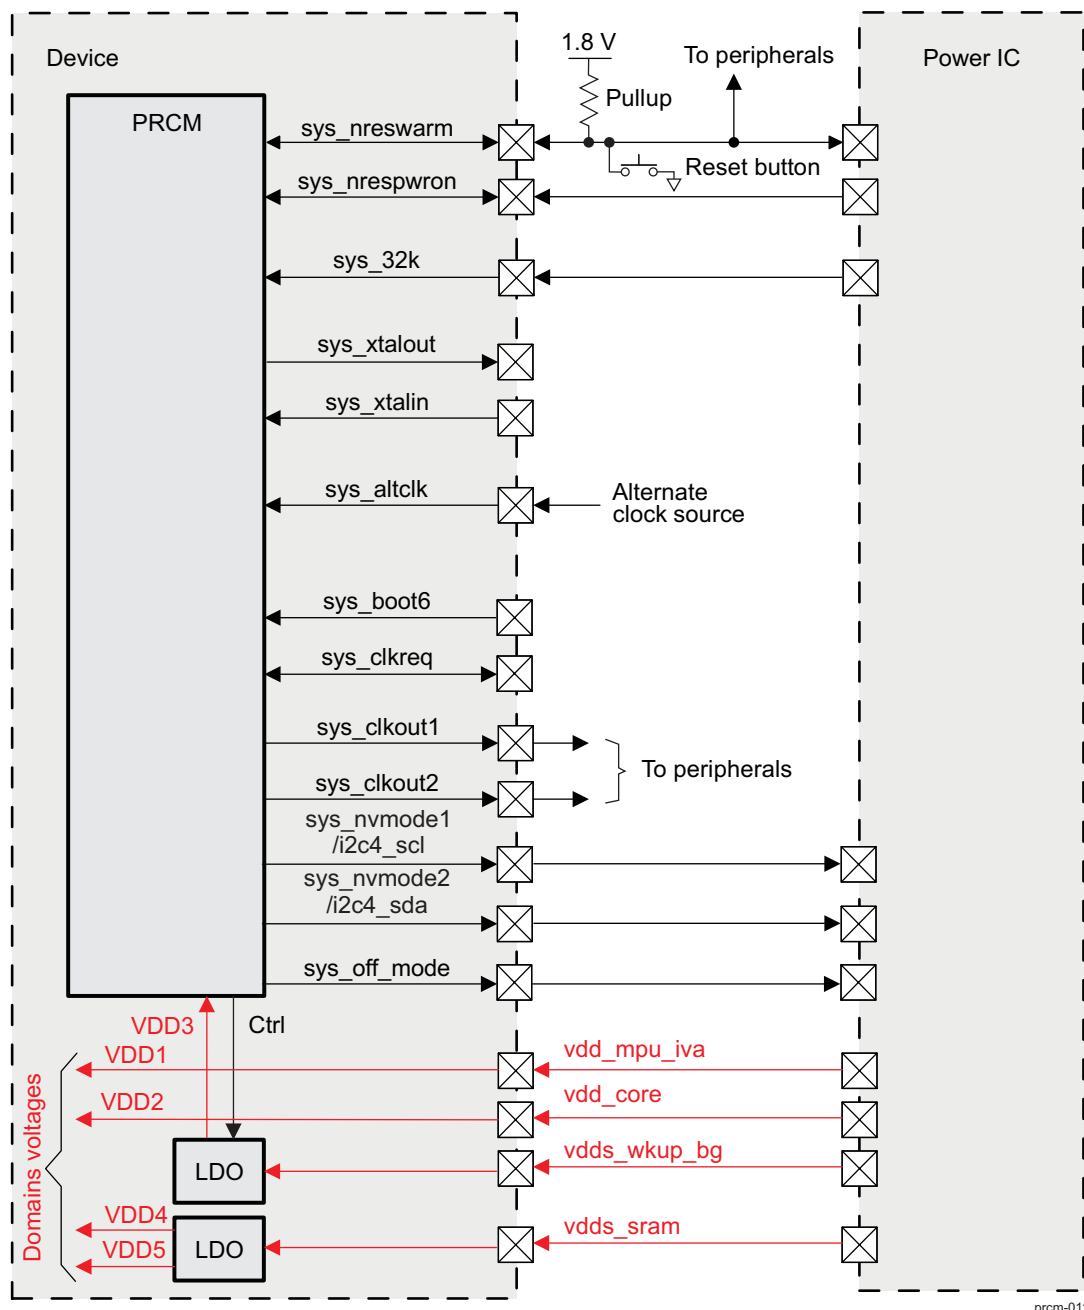 Device
1.8 V
To peripherals
Power IC
Pullup
PRCM
sys_nreswarm
Reset button
sys_nrespwron
sys_32k
sys_xtalout
sys_xtalin
sys_altclk
Alternate
clock source
sys_boot6
sys_clkreq
sys_clkout1
To peripherals
sys_clkout2
sys_nvmode1
/i2c4_scl
sys_nvmode2
/i2c4_sda
sys_off_mode
VDD3
Ctrl
VDD1
vdd_mpu_iva
VDD2
vdd_core
Domains voltages
LDO
vdds_wkup_bg
VDD4
vdds_sram
VDD5
LDO